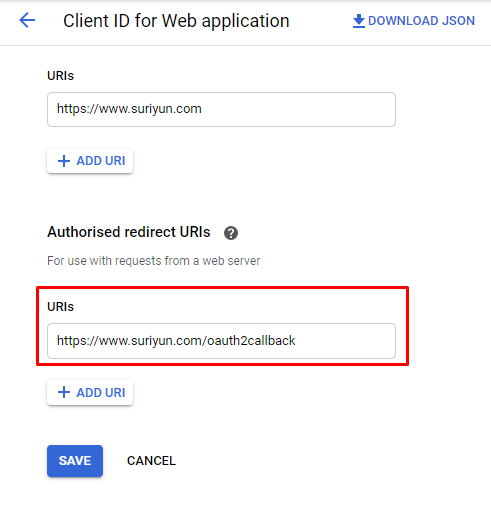 Client ID for Web application
DOWNLOAD JSON
URIs
https://www.suriyun.com
ADD URI
Authorised redirect URIs
For use with requests from a web server
URIs
https://www.suriyun.com/oauth2callback
ADD URI
SAVE CANCEL